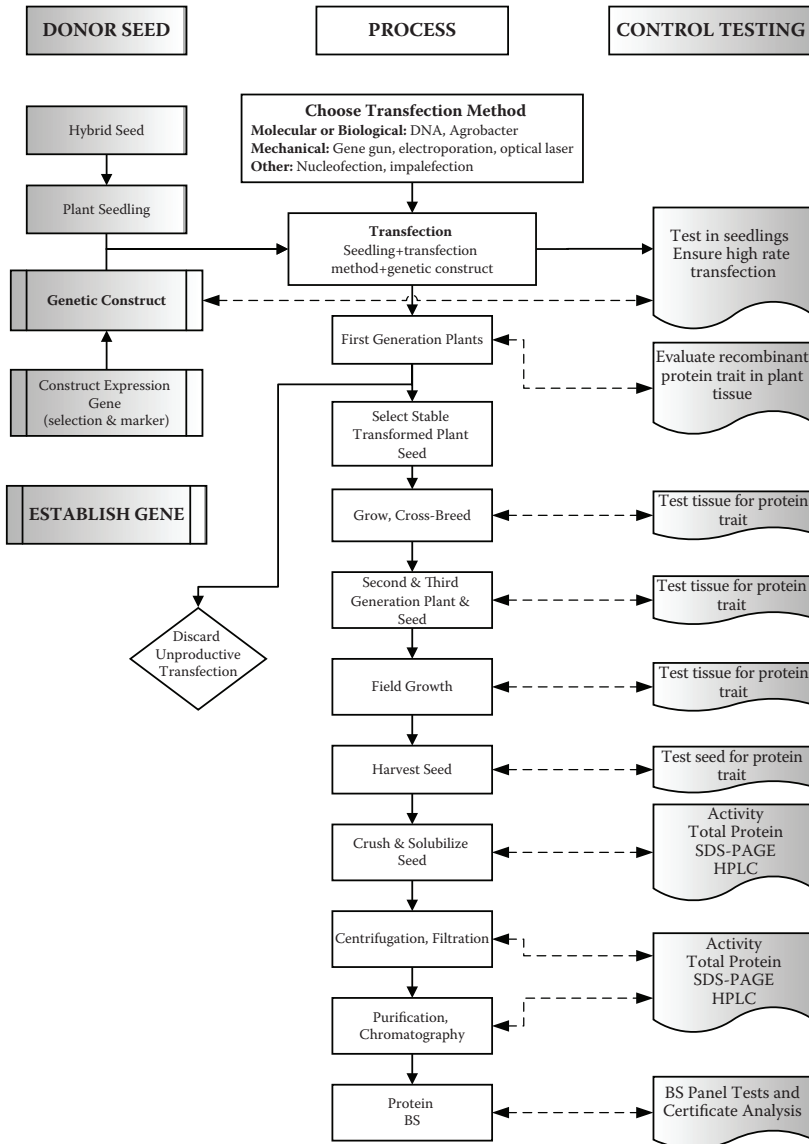 DONOR SEED
PROCESS
CONTROL TESTING
Hybrid Seed
Plant Seedling
Genetic Construct
Construct Expression
Gene
(selection & marker)
ESTABLISH GENE
Choose Transfection Method
Molecular or Biological: DNA, Agrobacter
Mechanical: Gene gun, electroporation, optical laser
Other: Nucleofection, impalefection
Transfection
Seedling+transfection
method+genetic construct
Test in seedlings
Ensure high rate
transfection
First Generation Plants
Evaluate recombinant
protein trait in plant
tissue
Select Stable
Transformed Plant
Seed
Discard
Unproductive
Transfection
Grow, Cross-Breed
Test tissue for protein
trait
Second & Third
Generation Plant &
Seed
Test tissue for protein
trait
Field Growth
Test tissue for protein
trait
Harvest Seed
Test seed for protein
trait
Crush & Solubilize
Seed
Activity
Total Protein
SDS-PAGE
HPLC
Centrifugation, Filtration
Purification,
Chromatography
Activity
Total Protein
SDS-PAGE
HPLC
Protein
BS
BS Panel Tests and
Certificate Analysis